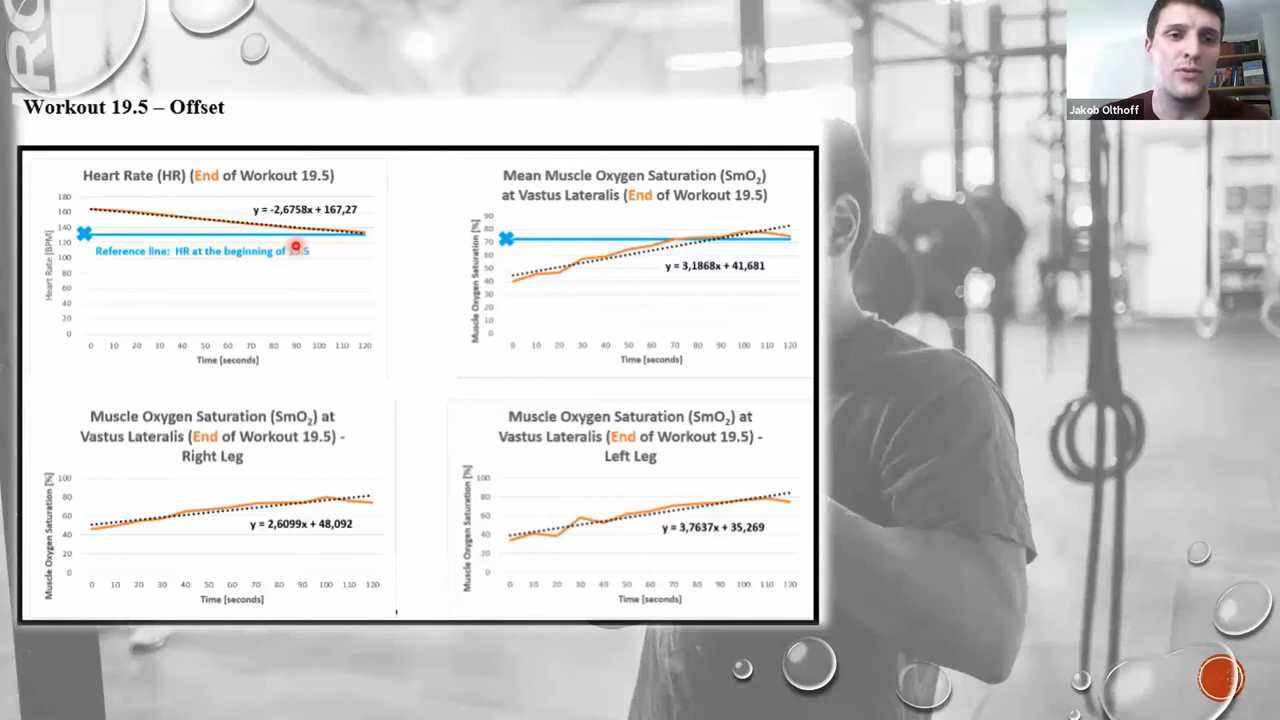 Jakob Olthoff
Workout 19.5 – Offset
Heart Rate (HR) (End of Workout 19.5)
180
160
140
120
100
80
60
40
20
0
Heart Rate [BPM]
y = -2,6758x + 167,27
Reference line: HR at the beginning of
0 10 20 30 40 50 60 70 80 90 100 110 120
Time [seconds]
Mean Muscle Oxygen Saturation (SmO2)
at Vastus Lateralis (End of Workout 19.5)
90
80
70
60
50
40
30
20
10
0
Muscle Oxygen Saturation [%]
y = 3,1868x + 41,681
0 10 20 30 40 50 60 70 80 90 100 110 120
Time [seconds]
Muscle Oxygen Saturation (SmO2) at
Vastus Lateralis (End of Workout 19.5) -
Right Leg
100
80
60
40
20
0
Muscle Oxygen Saturation [%]
y = 2,6099x + 48,092
0 10 20 30 40 50 60 70 80 90 100 110 120
Time [seconds]
Muscle Oxygen Saturation (SmO2) at
Vastus Lateralis (End of Workout 19.5) -
Left Leg
100
80
60
40
20
0
Muscle Oxygen Saturation [%]
y = 3,7637x + 35,269
0 10 20 30 40 50 60 70 80 90 100 110 120
Time [seconds]